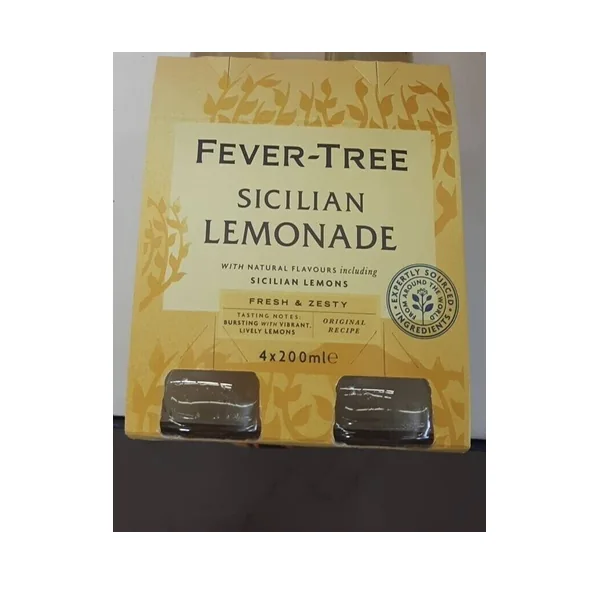 FEVER-TREE
SICILIAN
LEMONADE
WITH NATURAL FLAVOURS including
SICILIAN LEMONS
FRESH & ZESTY
TASTING NOTES:
BURSTING WITH VIBRANT,
LIVELY LEMONS
ORIGINAL
RECIPE
4x200ml℮
EXPERTLY SOURCED
INGREDIENTS
FROM AROUND THE WORLD